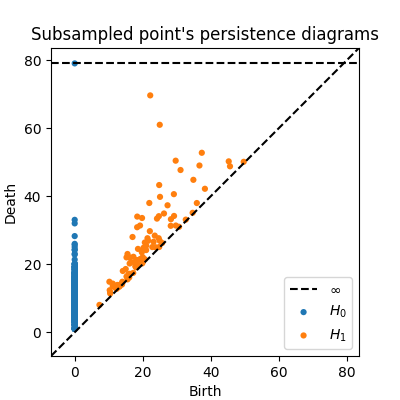 Subsampled point's persistence diagrams
Death
80
60
40
20
0
0 20 40 60 80
Birth
∞
H₀
H₁